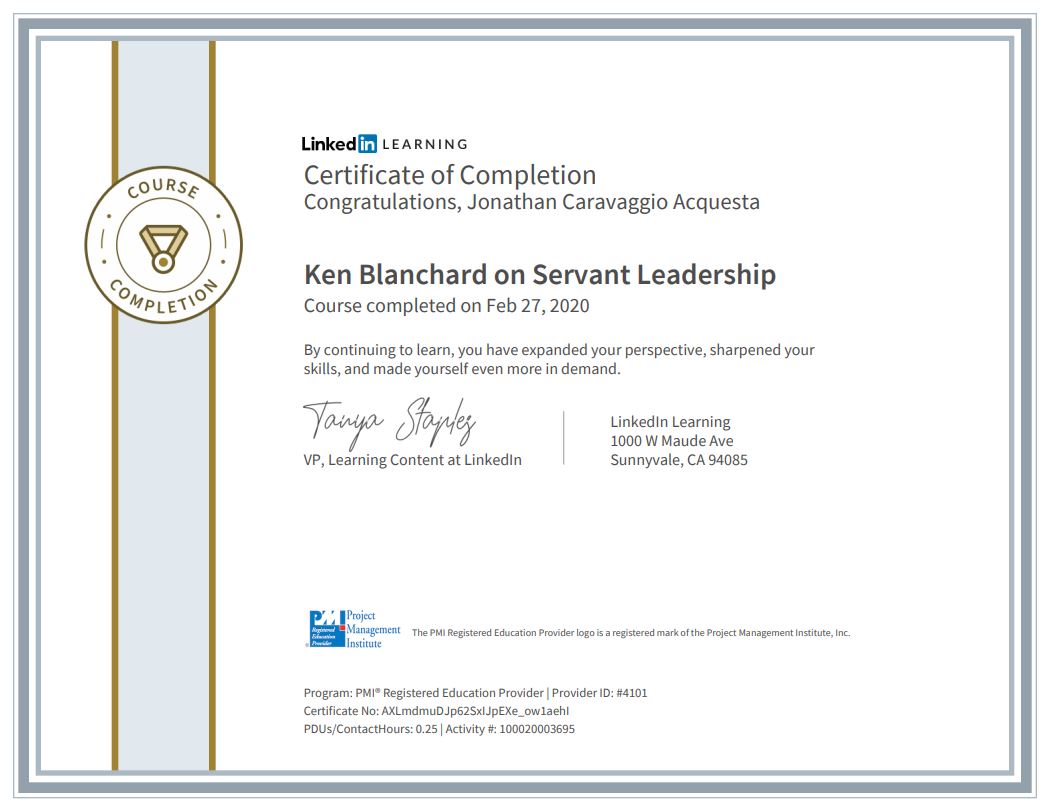 LinkedIn LEARNING
Certificate of Completion
Congratulations, Jonathan Caravaggio Acquesta
COURSE
COMPLETION
Ken Blanchard on Servant Leadership
Course completed on Feb 27, 2020
By continuing to learn, you have expanded your perspective, sharpened your
skills, and made yourself even more in demand.
Tanya Staples
VP, Learning Content at LinkedIn
LinkedIn Learning
1000 W Maude Ave
Sunnyvale, CA 94085
PMI
Registered
Education
Provider
®
Project
Management
Institute
The PMI Registered Education Provider logo is a registered mark of the Project Management Institute, Inc.
Program: PMI® Registered Education Provider | Provider ID: #4101
Certificate No: AXLmdmuDJp62SxIJpEXe_ow1aehI
PDUs/ContactHours: 0.25 | Activity #: 100020003695